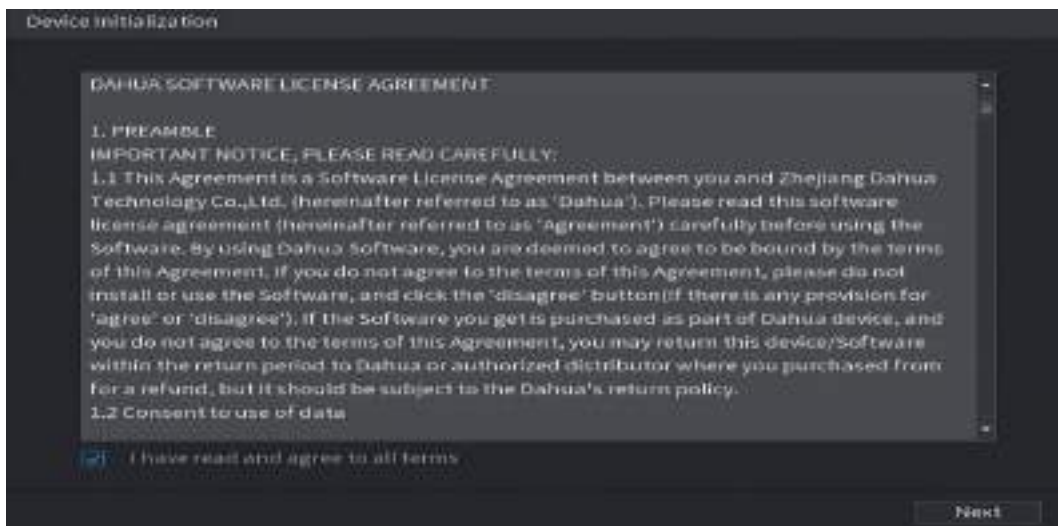 Device Initialization
DAHUA SOFTWARE LICENSE AGREEMENT
1. PREAMBLE
IMPORTANT NOTICE, PLEASE READ CAREFULLY:
1.1 This Agreement is a Software License Agreement between you and Zhejiang Dahua
Technology Co.,Ltd. (hereinafter referred to as 'Dahua'). Please read this software
license agreement (hereinafter referred to as 'Agreement') carefully before using the
Software. By using Dahua Software, you are deemed to agree to be bound by the terms
of this Agreement. If you do not agree to the terms of this Agreement, please do not
install or use the Software, and click the 'disagree' button(if there is any provision for
'agree' or 'disagree'). If the Software you get is purchased as part of Dahua device, and
you do not agree to the terms of this Agreement, you may return this device/Software
within the return period to Dahua or authorized distributor where you purchased from
for a refund, but it should be subject to the Dahua's return policy.
1.2 Consent to use of data
I have read and agree to all terms
Next